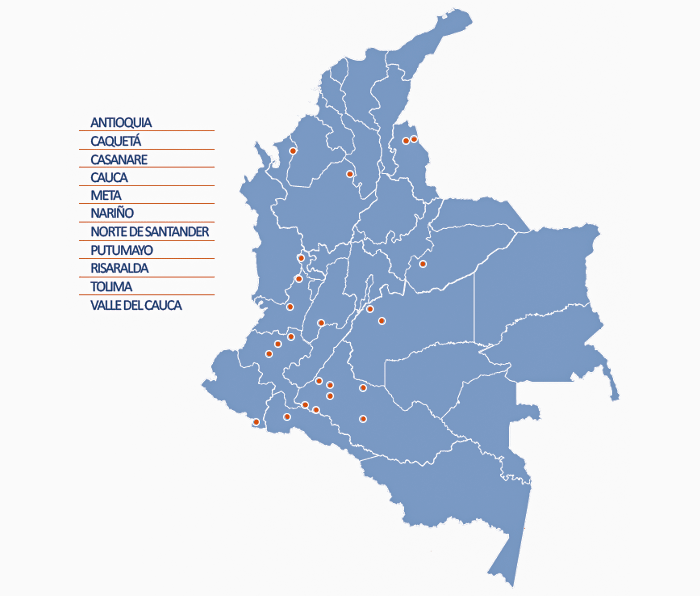 ANTIOQUIA
CAQUETÁ
CASANARE
CAUCA
META
NARIÑO
NORTE DE SANTANDER
PUTUMAYO
RISARALDA
TOLIMA
VALLE DEL CAUCA